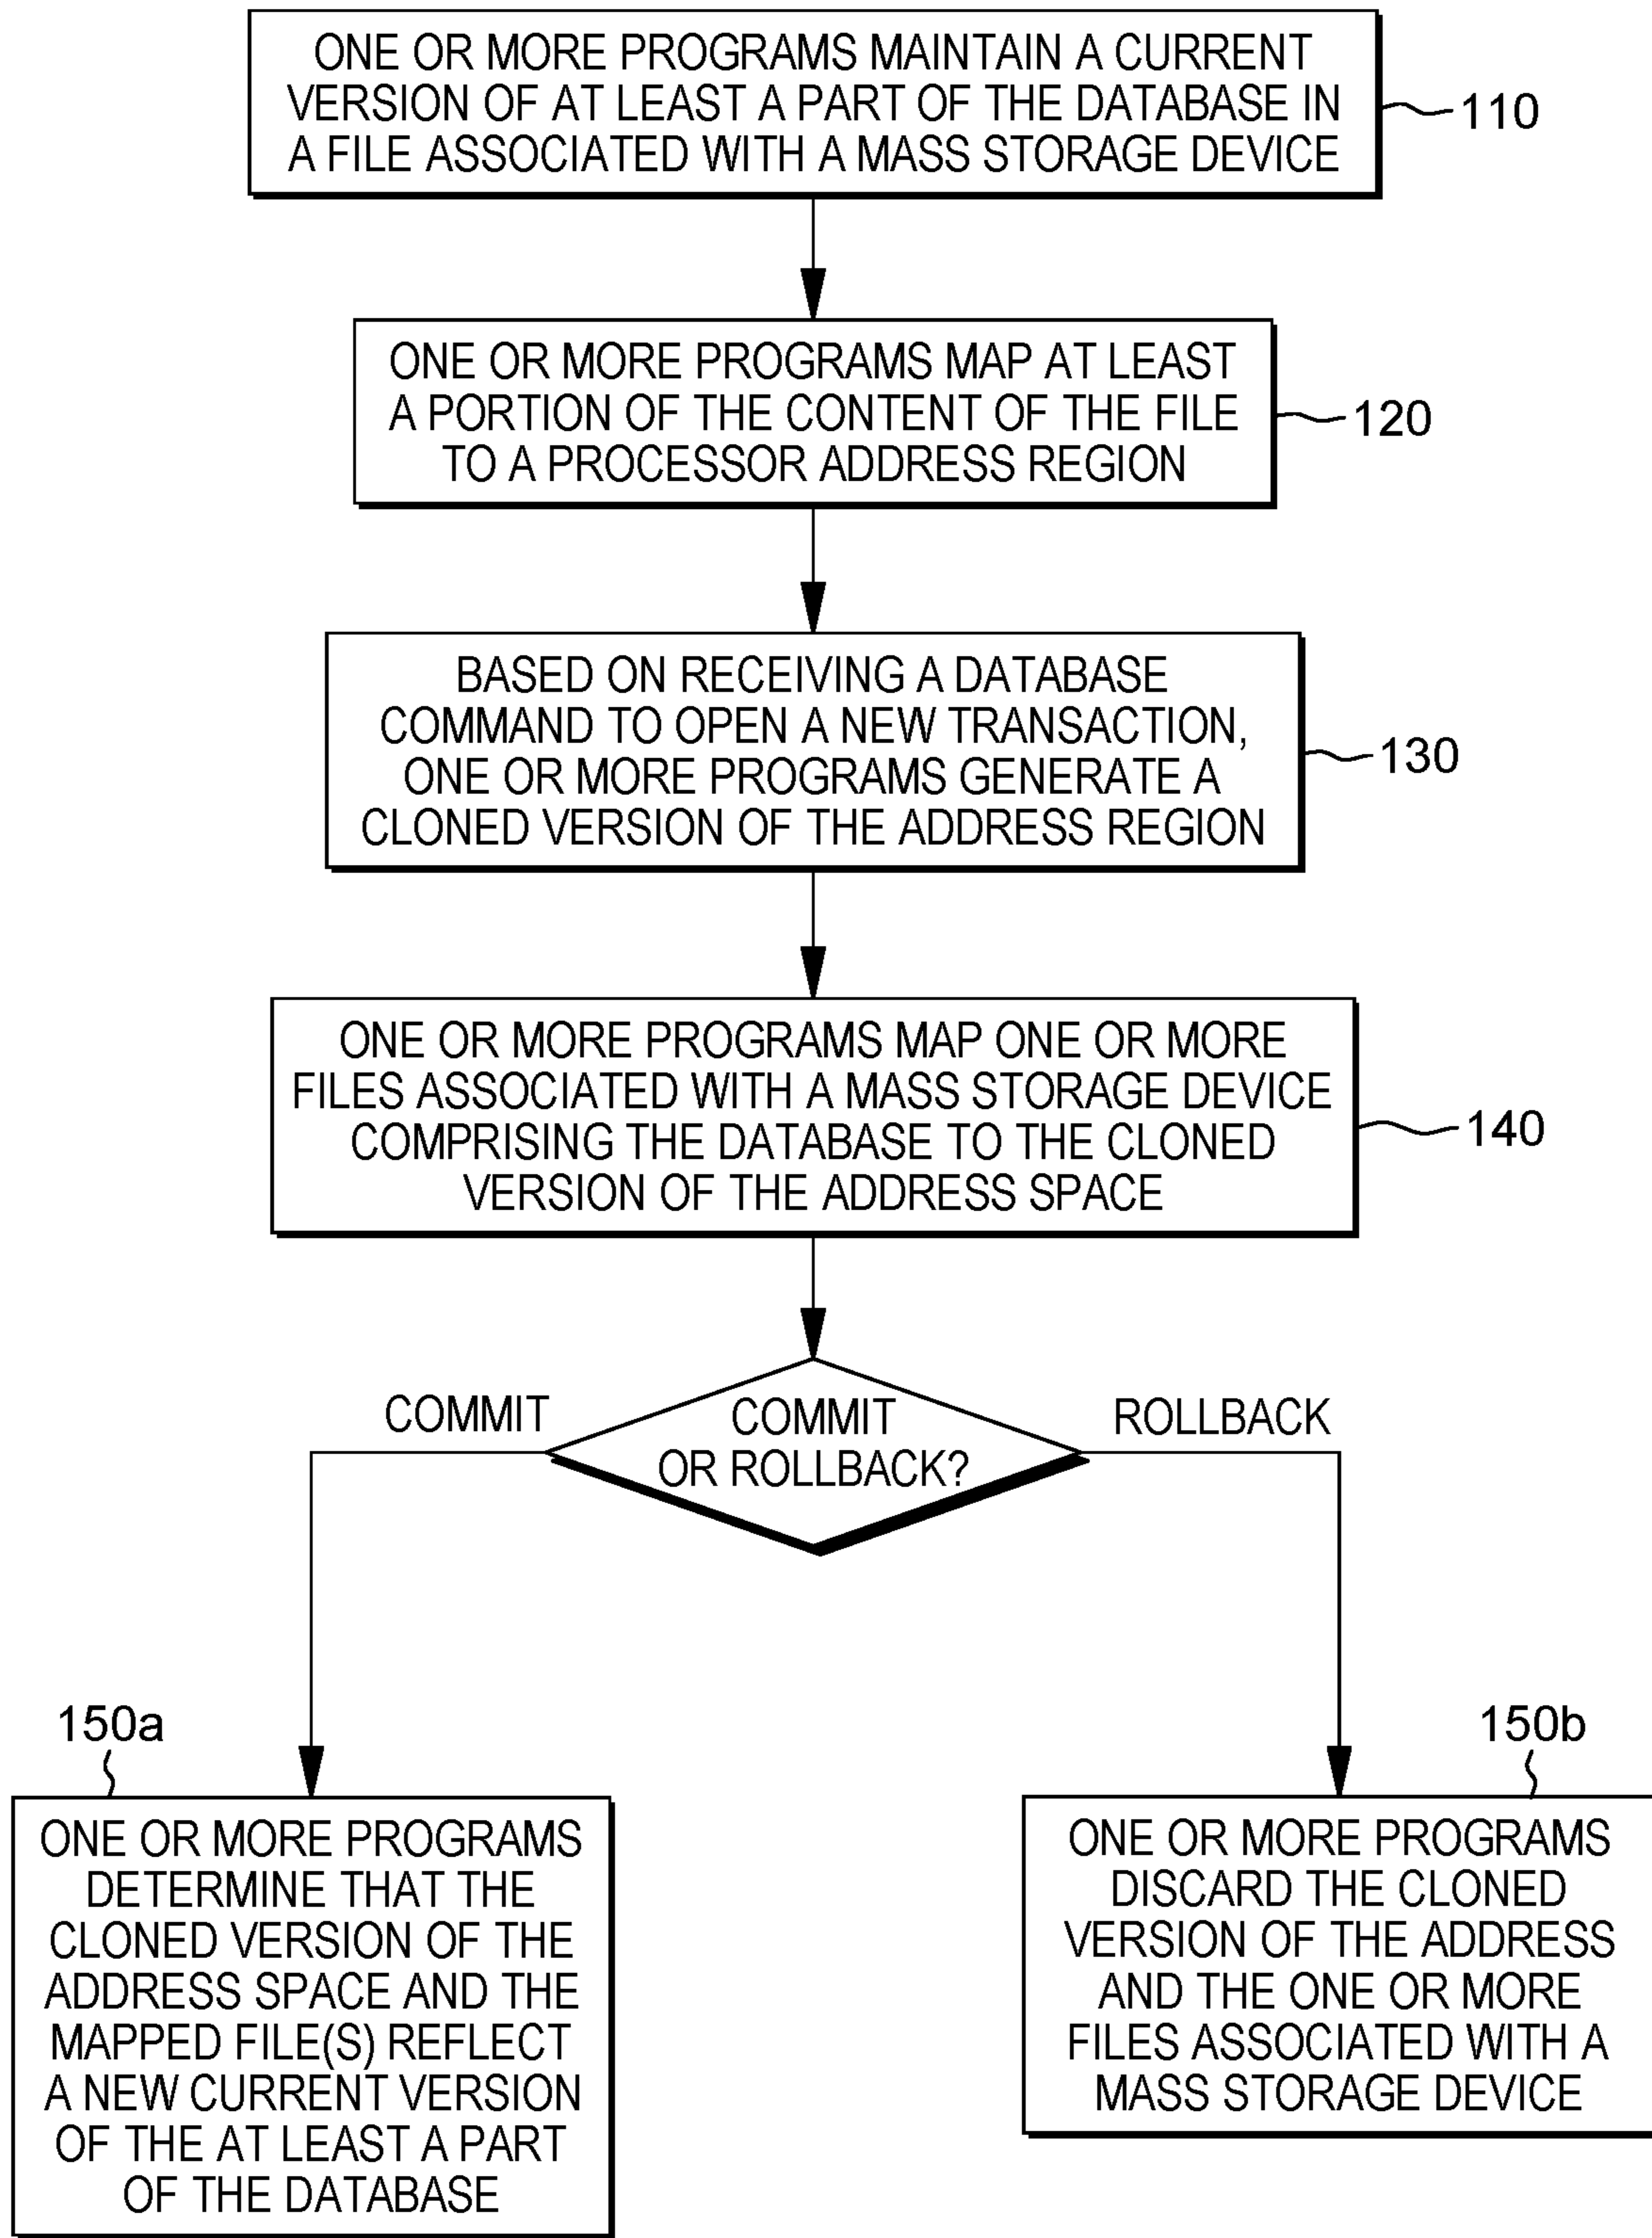 ONE OR MORE PROGRAMS MAINTAIN A CURRENT
VERSION OF AT LEAST A PART OF THE DATABASE IN
A FILE ASSOCIATED WITH A MASS STORAGE DEVICE
110
ONE OR MORE PROGRAMS MAP AT LEAST
A PORTION OF THE CONTENT OF THE FILE
TO A PROCESSOR ADDRESS REGION
120
BASED ON RECEIVING A DATABASE
COMMAND TO OPEN A NEW TRANSACTION,
ONE OR MORE PROGRAMS GENERATE A
CLONED VERSION OF THE ADDRESS REGION
130
ONE OR MORE PROGRAMS MAP ONE OR MORE
FILES ASSOCIATED WITH A MASS STORAGE DEVICE
COMPRISING THE DATABASE TO THE CLONED
VERSION OF THE ADDRESS SPACE
140
COMMIT
COMMIT
OR ROLLBACK?
ROLLBACK
150a
ONE OR MORE PROGRAMS
DETERMINE THAT THE
CLONED VERSION OF THE
ADDRESS SPACE AND THE
MAPPED FILE(S) REFLECT
A NEW CURRENT VERSION
OF THE AT LEAST A PART
OF THE DATABASE
150b
ONE OR MORE PROGRAMS
DISCARD THE CLONED
VERSION OF THE ADDRESS
AND THE ONE OR MORE
FILES ASSOCIATED WITH A
MASS STORAGE DEVICE